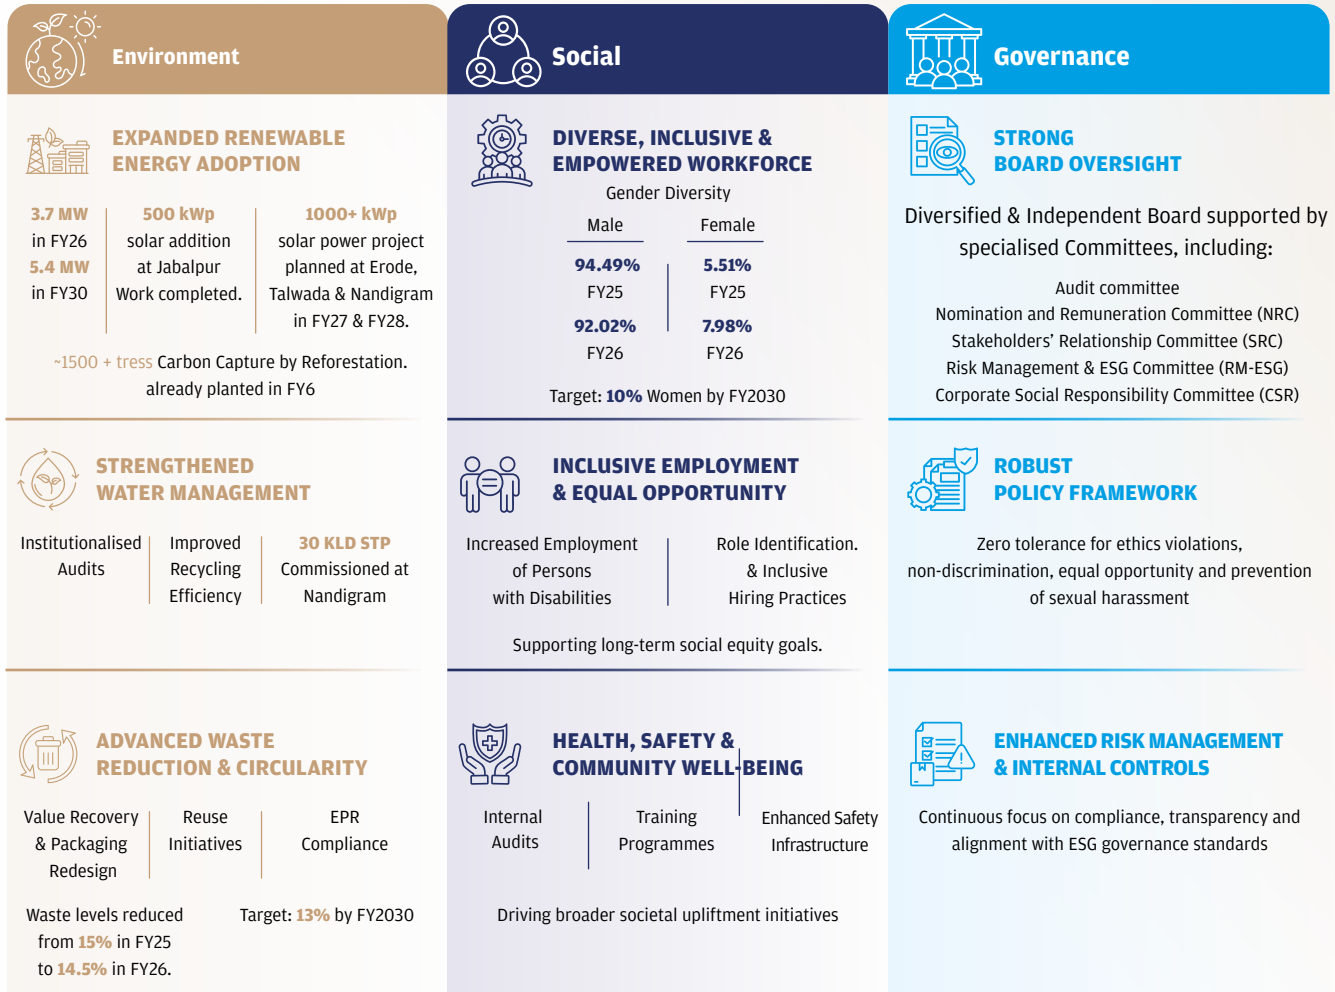 Environment
EXPANDED RENEWABLE
ENERGY ADOPTION
3.7 MW
in FY26
5.4 MW
in FY30
500 kWp
solar addition
at Jabalpur
Work completed.
1000+ kWp
solar power project
planned at Erode,
Talwada & Nandigram
in FY27 & FY28.
~1500 + tress Carbon Capture by Reforestation.
already planted in FY6
STRENGTHENED
WATER MANAGEMENT
Institutionalised
Audits
Improved
Recycling
Efficiency
30 KLD STP
Commissioned at
Nandigram
ADVANCED WASTE
REDUCTION & CIRCULARITY
Value Recovery
& Packaging
Redesign
Reuse
Initiatives
EPR
Compliance
Waste levels reduced
from 15% in FY25
to 14.5% in FY26.
Target: 13% by FY2030
Social
DIVERSE, INCLUSIVE &
EMPOWERED WORKFORCE
Gender Diversity
Male
94.49%
FY25
92.02%
FY26
Female
5.51%
FY25
7.98%
FY26
Target: 10% Women by FY2030
INCLUSIVE EMPLOYMENT
& EQUAL OPPORTUNITY
Increased Employment
of Persons
with Disabilities
Role Identification.
& Inclusive
Hiring Practices
Supporting long-term social equity goals.
HEALTH, SAFETY &
COMMUNITY WELL-BEING
Internal
Audits
Training
Programmes
Enhanced Safety
Infrastructure
Driving broader societal upliftment initiatives
Governance
STRONG
BOARD OVERSIGHT
Diversified & Independent Board supported by
specialised Committees, including:
Audit committee
Nomination and Remuneration Committee (NRC)
Stakeholders' Relationship Committee (SRC)
Risk Management & ESG Committee (RM-ESG)
Corporate Social Responsibility Committee (CSR)
ROBUST
POLICY FRAMEWORK
Zero tolerance for ethics violations,
non-discrimination, equal opportunity and prevention
of sexual harassment
ENHANCED RISK MANAGEMENT
& INTERNAL CONTROLS
Continuous focus on compliance, transparency and
alignment with ESG governance standards